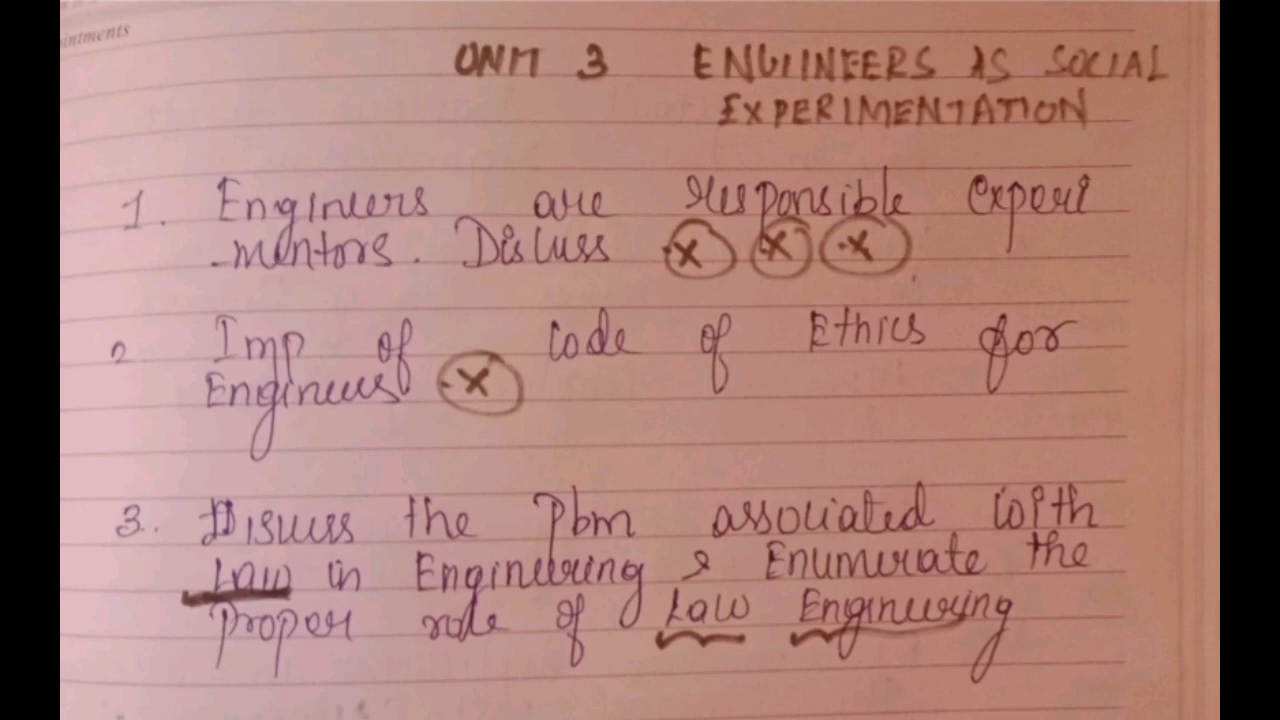 intments
UNIT 3 ENGINEERS AS SOCIAL
EXPERIMENTATION
1. Engineers are responsible experi
-mentors. Discuss x x x
2. Imp of code of Ethics for
Engineers x
3. Discuss the Pbm associated with
Law in Engineering & Enumerate the
Proper role of Law Engineering